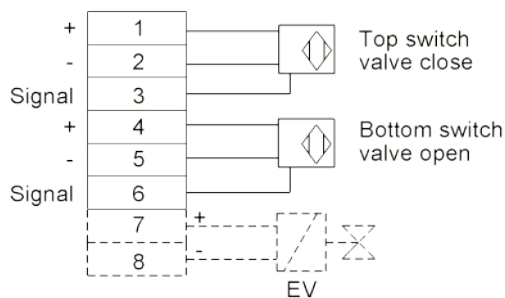 + 1 Top switch
- 2 valve close
Signal 3
+ 4 Bottom switch
- 5 valve open
Signal 6
7 +
8 -
EV